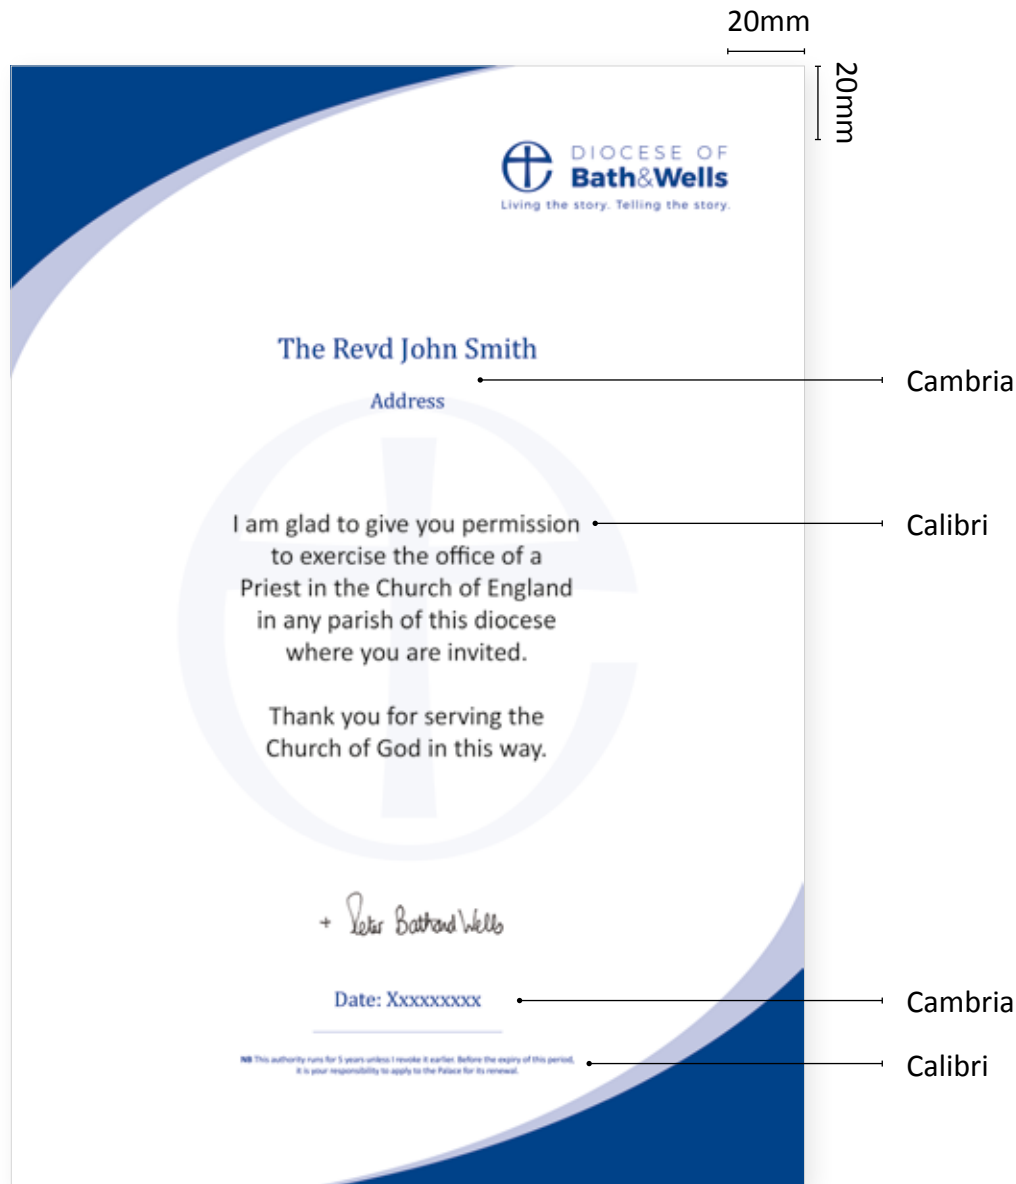 20mm
20mm
DIOCESE OF
Bath&Wells
Living the story. Telling the story.
The Revd John Smith
Cambria
Address
I am glad to give you permission
Calibri
to exercise the office of a
Priest in the Church of England
in any parish of this diocese
where you are invited.
Thank you for serving the
Church of God in this way.
+ Peter Bathand Wells
Date: Xxxxxxxxx
Cambria
NB This authority runs for 5 years unless I revoke it earlier. Before the expiry of this period,
it is your responsibility to apply to the Palace for its renewal.
Calibri